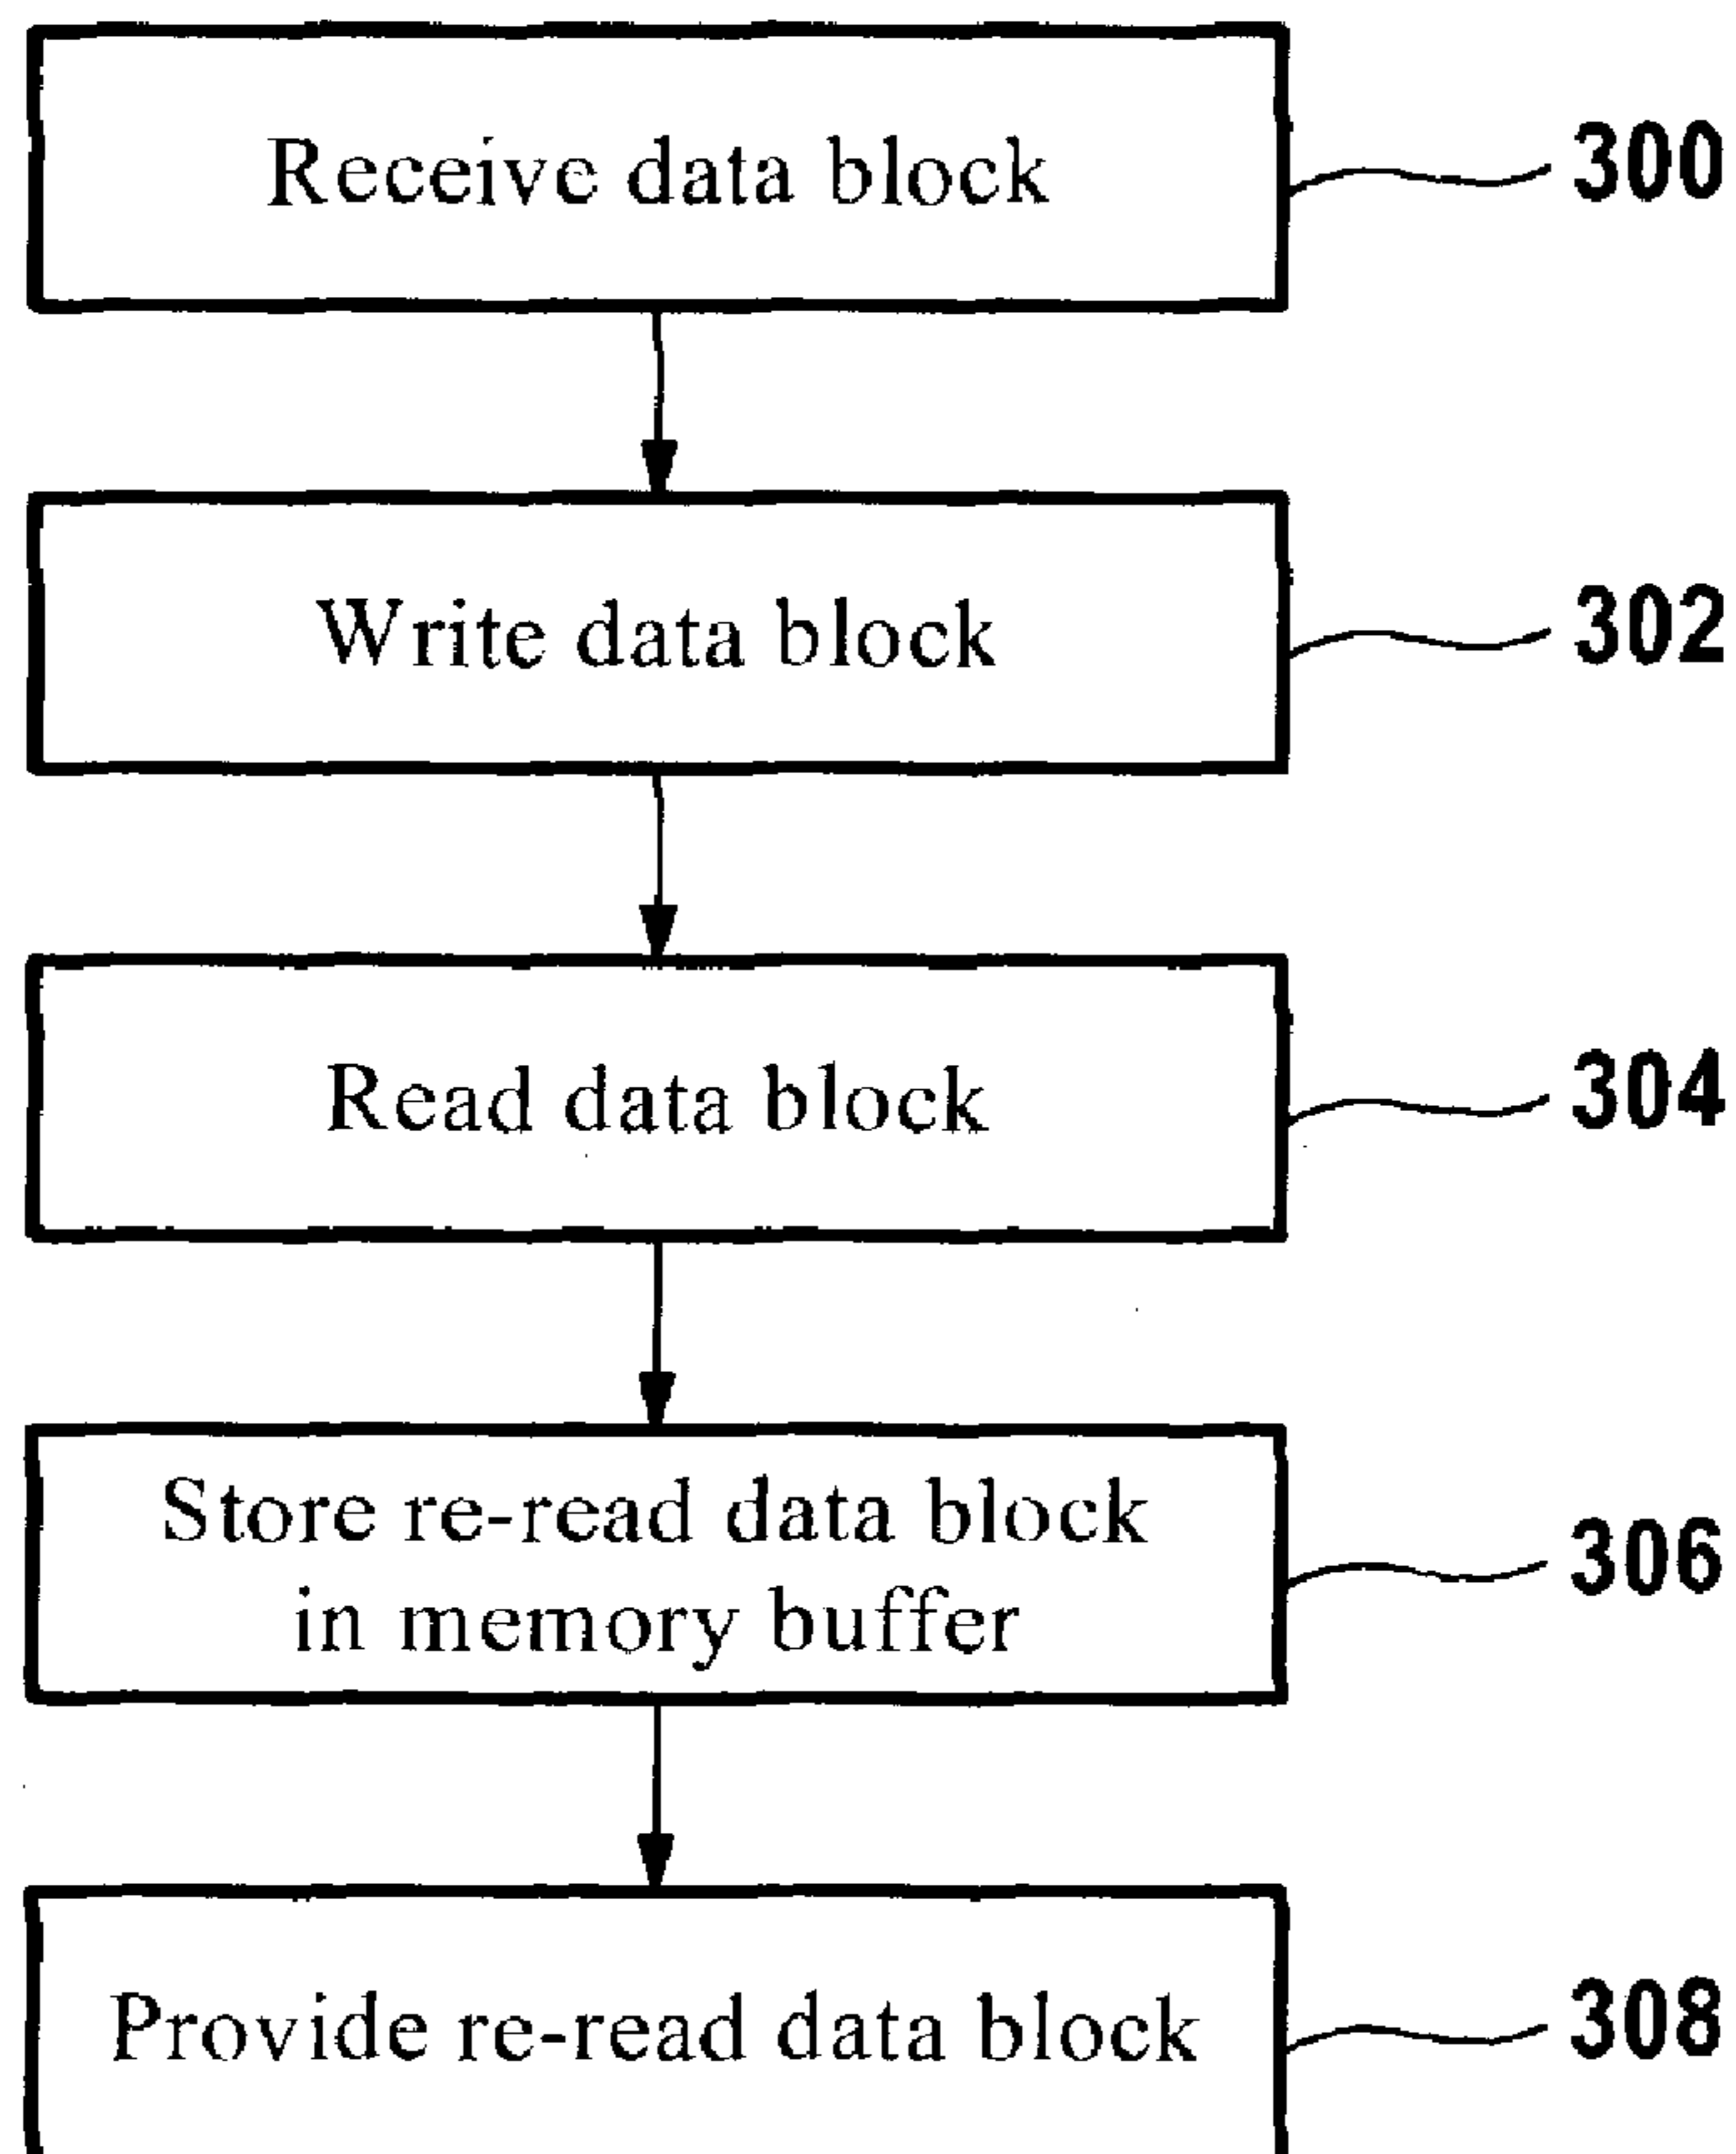 Receive data block 300
Write data block 302
Read data block 304
Store re-read data block
in memory buffer 306
Provide re-read data block 308